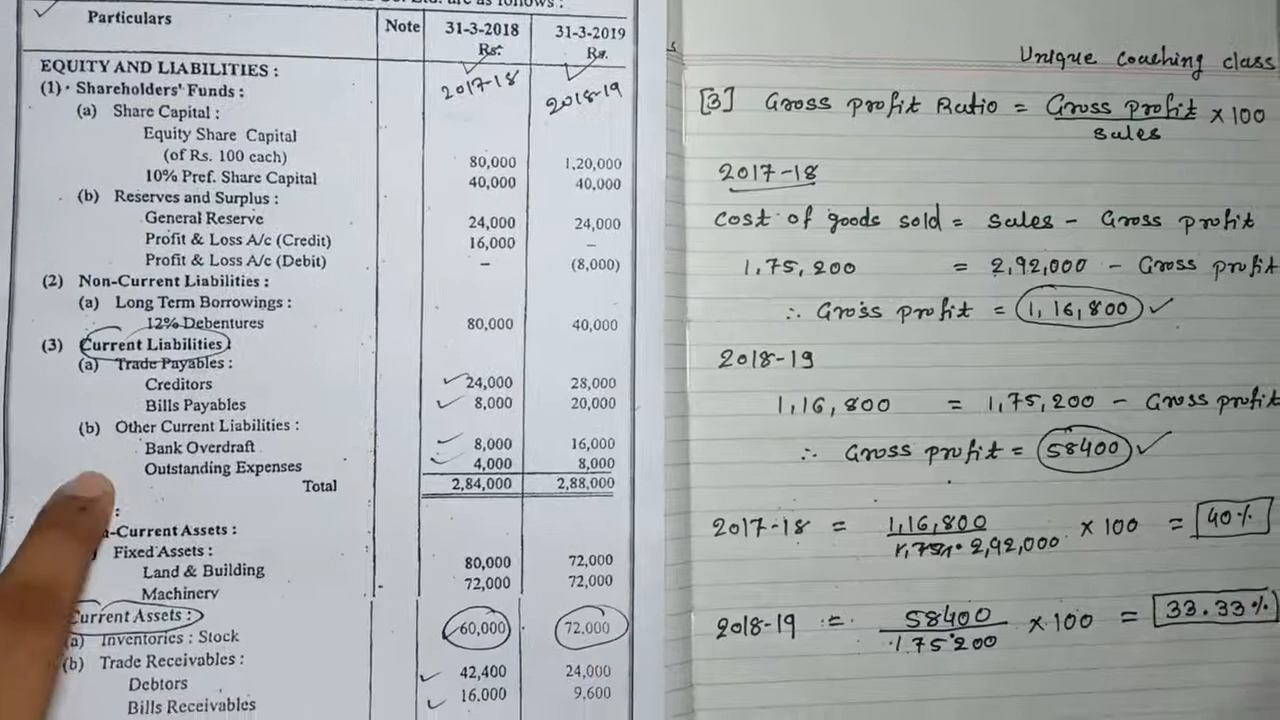 Co. Ltd. are as follows :
Particulars Note 31-3-2018 31-3-2019
Rs. Rs.
2017-18 2018-19
EQUITY AND LIABILITIES :
(1) Shareholders' Funds :
(a) Share Capital :
Equity Share Capital
(of Rs. 100 each) 80,000 1,20,000
10% Pref. Share Capital 40,000 40,000
(b) Reserves and Surplus :
General Reserve 24,000 24,000
Profit & Loss A/c (Credit) 16,000 –
Profit & Loss A/c (Debit) – (8,000)
(2) Non-Current Liabilities :
(a) Long Term Borrowings :
12% Debentures 80,000 40,000
(3) Current Liabilities
(a) Trade Payables :
Creditors 24,000 28,000
Bills Payables 8,000 20,000
(b) Other Current Liabilities :
Bank Overdraft 8,000 16,000
Outstanding Expenses 4,000 8,000
Total 2,84,000 2,88,000
-Current Assets :
Fixed Assets :
Land & Building 80,000 72,000
Machinery 72,000 72,000
Current Assets :
(a) Inventories : Stock 60,000 72,000
(b) Trade Receivables :
Debtors 42,400 24,000
Bills Receivables 16,000 9,600
Unique coaching class
[3] Gross profit Ratio = Gross profit / Sales × 100
2017-18
Cost of goods sold = Sales - Gross profit
1,75,200 = 2,92,000 - Gross profit
∴ Gross profit = 1,16,800 ✓
2018-19
1,16,800 = 1,75,200 - Gross profit
∴ Gross profit = 58400 ✓
2017-18 = 1,16,800 / 2,92,000 × 100 = 40%
2018-19 = 58400 / 175200 × 100 = 33.33%